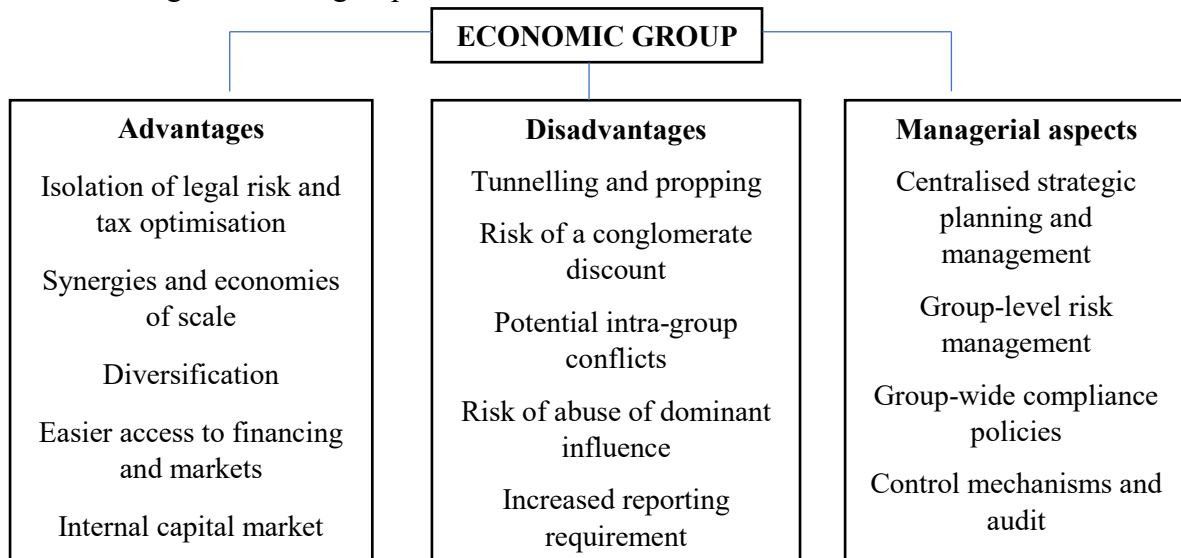 ECONOMIC GROUP
Advantages
Isolation of legal risk and
tax optimisation
Synergies and economies
of scale
Diversification
Easier access to financing
and markets
Internal capital market
Disadvantages
Tunnelling and propping
Risk of a conglomerate
discount
Potential intra-group
conflicts
Risk of abuse of dominant
influence
Increased reporting
requirement
Managerial aspects
Centralised strategic
planning and
management
Group-level risk
management
Group-wide compliance
policies
Control mechanisms and
audit